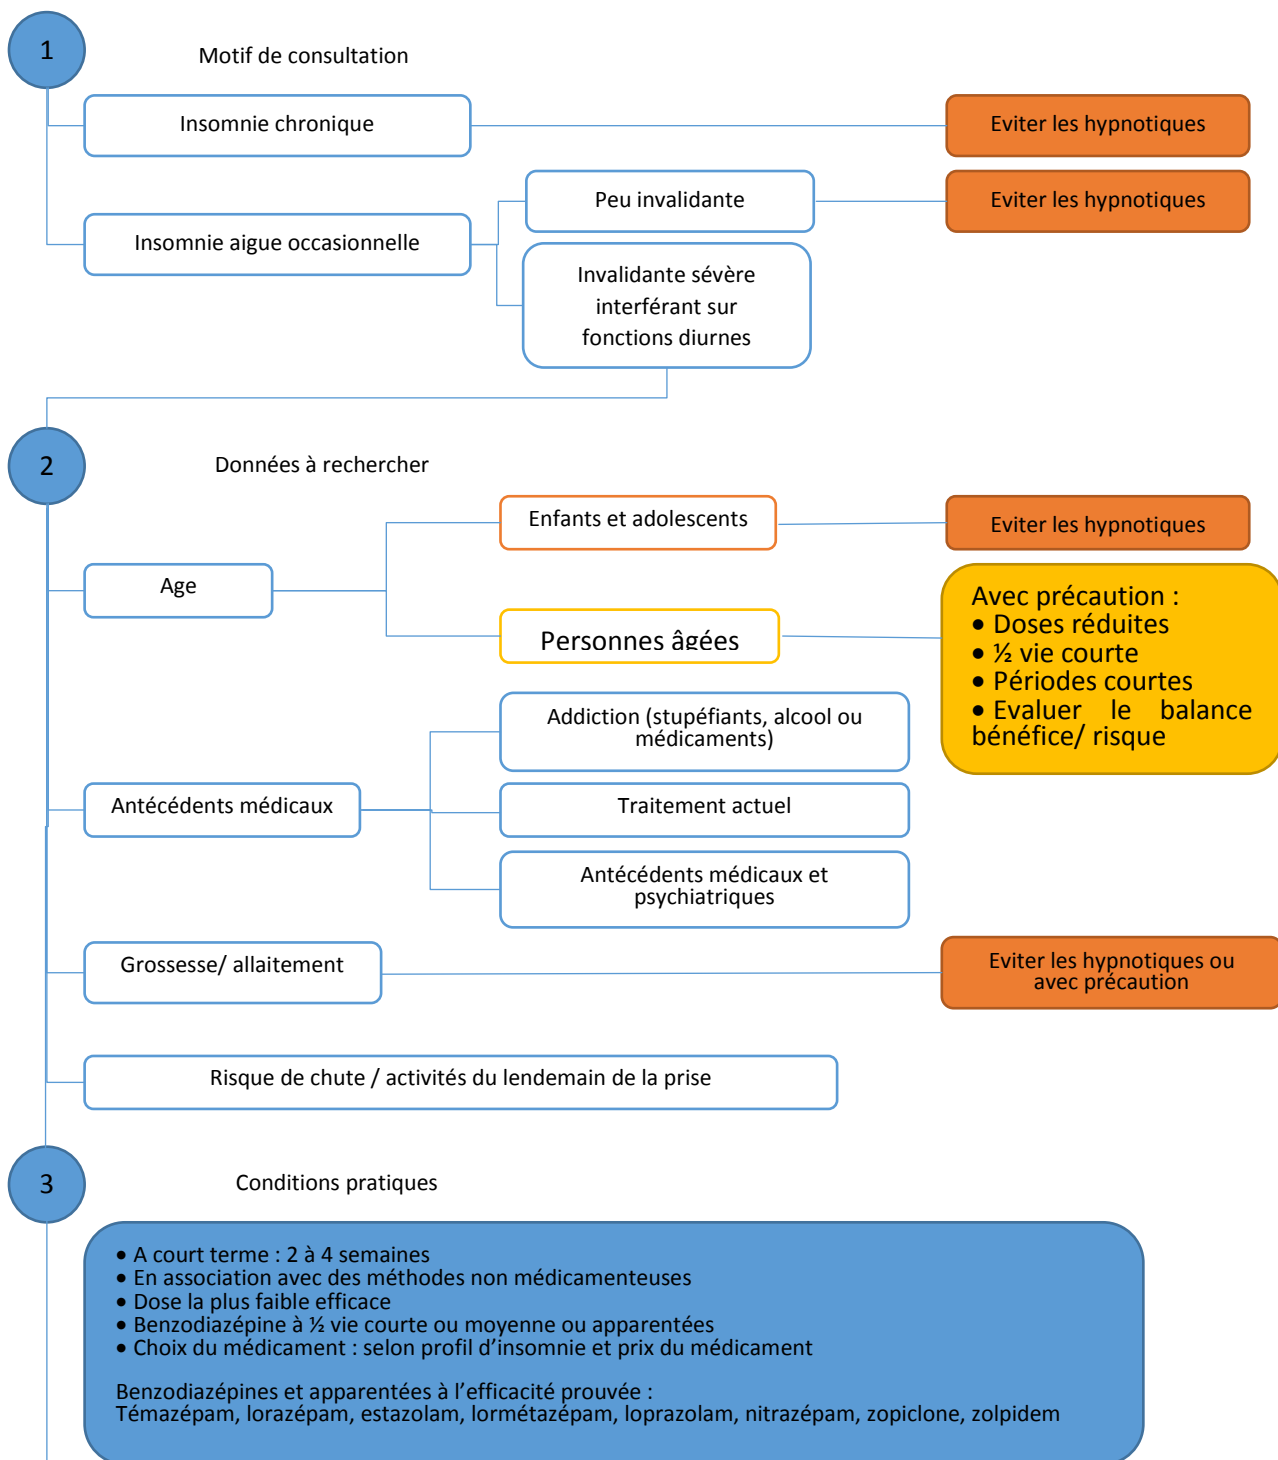 1
Motif de consultation
Insomnie chronique
Eviter les hypnotiques
Peu invalidante
Eviter les hypnotiques
Insomnie aigue occasionnelle
Invalidante sévère
interférant sur
fonctions diurnes
2
Données à rechercher
Enfants et adolescents
Eviter les hypnotiques
Age
Personnes âgées
Avec précaution :
• Doses réduites
• ½ vie courte
• Périodes courtes
• Evaluer le balance
bénéfice/ risque
Addiction (stupéfiants, alcool ou
médicaments)
Antécédents médicaux
Traitement actuel
Antécédents médicaux et
psychiatriques
Grossesse/ allaitement
Eviter les hypnotiques ou
avec précaution
Risque de chute / activités du lendemain de la prise
3
Conditions pratiques
• A court terme : 2 à 4 semaines
• En association avec des méthodes non médicamenteuses
• Dose la plus faible efficace
• Benzodiazépine à ½ vie courte ou moyenne ou apparentées
• Choix du médicament : selon profil d’insomnie et prix du médicament
Benzodiazépines et apparentées à l’efficacité prouvée :
Témazépam, lorazépam, estazolam, lormétazépam, loprazolam, nitrazépam, zopiclone, zolpidem